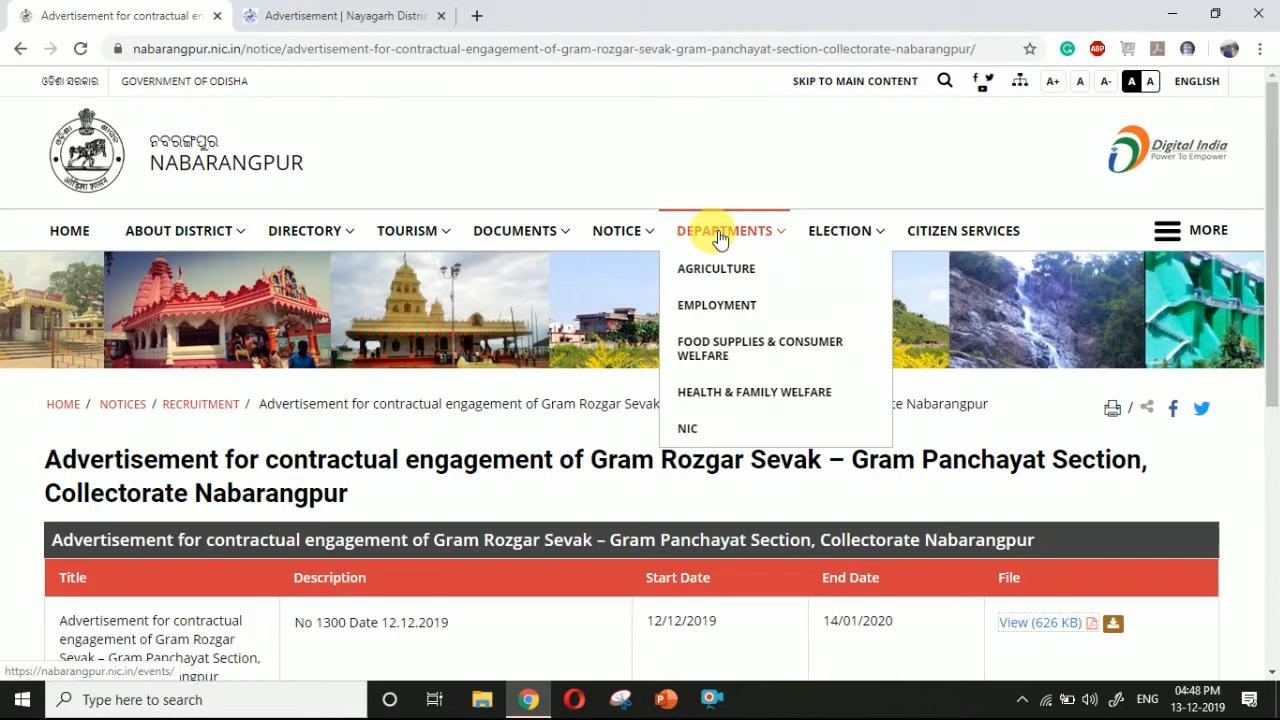 Advertisement for contractual en
Advertisement | Nayagarh Distric
nabarangpur.nic.in/notice/advertisement-for-contractual-engagement-of-gram-rozgar-sevak-gram-panchayat-section-collectorate-nabarangpur/
ଓଡ଼ିଶା ସରକାର GOVERNMENT OF ODISHA SKIP TO MAIN CONTENT A+ A A- A A ENGLISH
ନବରଙ୍ଗପୁର
NABARANGPUR
Digital India
Power To Empower
HOME ABOUT DISTRICT DIRECTORY TOURISM DOCUMENTS NOTICE DEPARTMENTS ELECTION CITIZEN SERVICES MORE
AGRICULTURE
EMPLOYMENT
FOOD SUPPLIES & CONSUMER
WELFARE
HEALTH & FAMILY WELFARE
NIC
HOME / NOTICES / RECRUITMENT / Advertisement for contractual engagement of Gram Rozgar Sevak ce Nabarangpur /
Advertisement for contractual engagement of Gram Rozgar Sevak – Gram Panchayat Section,
Collectorate Nabarangpur
Advertisement for contractual engagement of Gram Rozgar Sevak – Gram Panchayat Section, Collectorate Nabarangpur
Title Description Start Date End Date File
Advertisement for contractual
engagement of Gram Rozgar
Sevak – Gram Panchayat Section,
ngpur
No 1300 Date 12.12.2019
12/12/2019
14/01/2020
View (626 KB)
https://nabarangpur.nic.in/events/
Type here to search
ENG
04:48 PM
13-12-2019